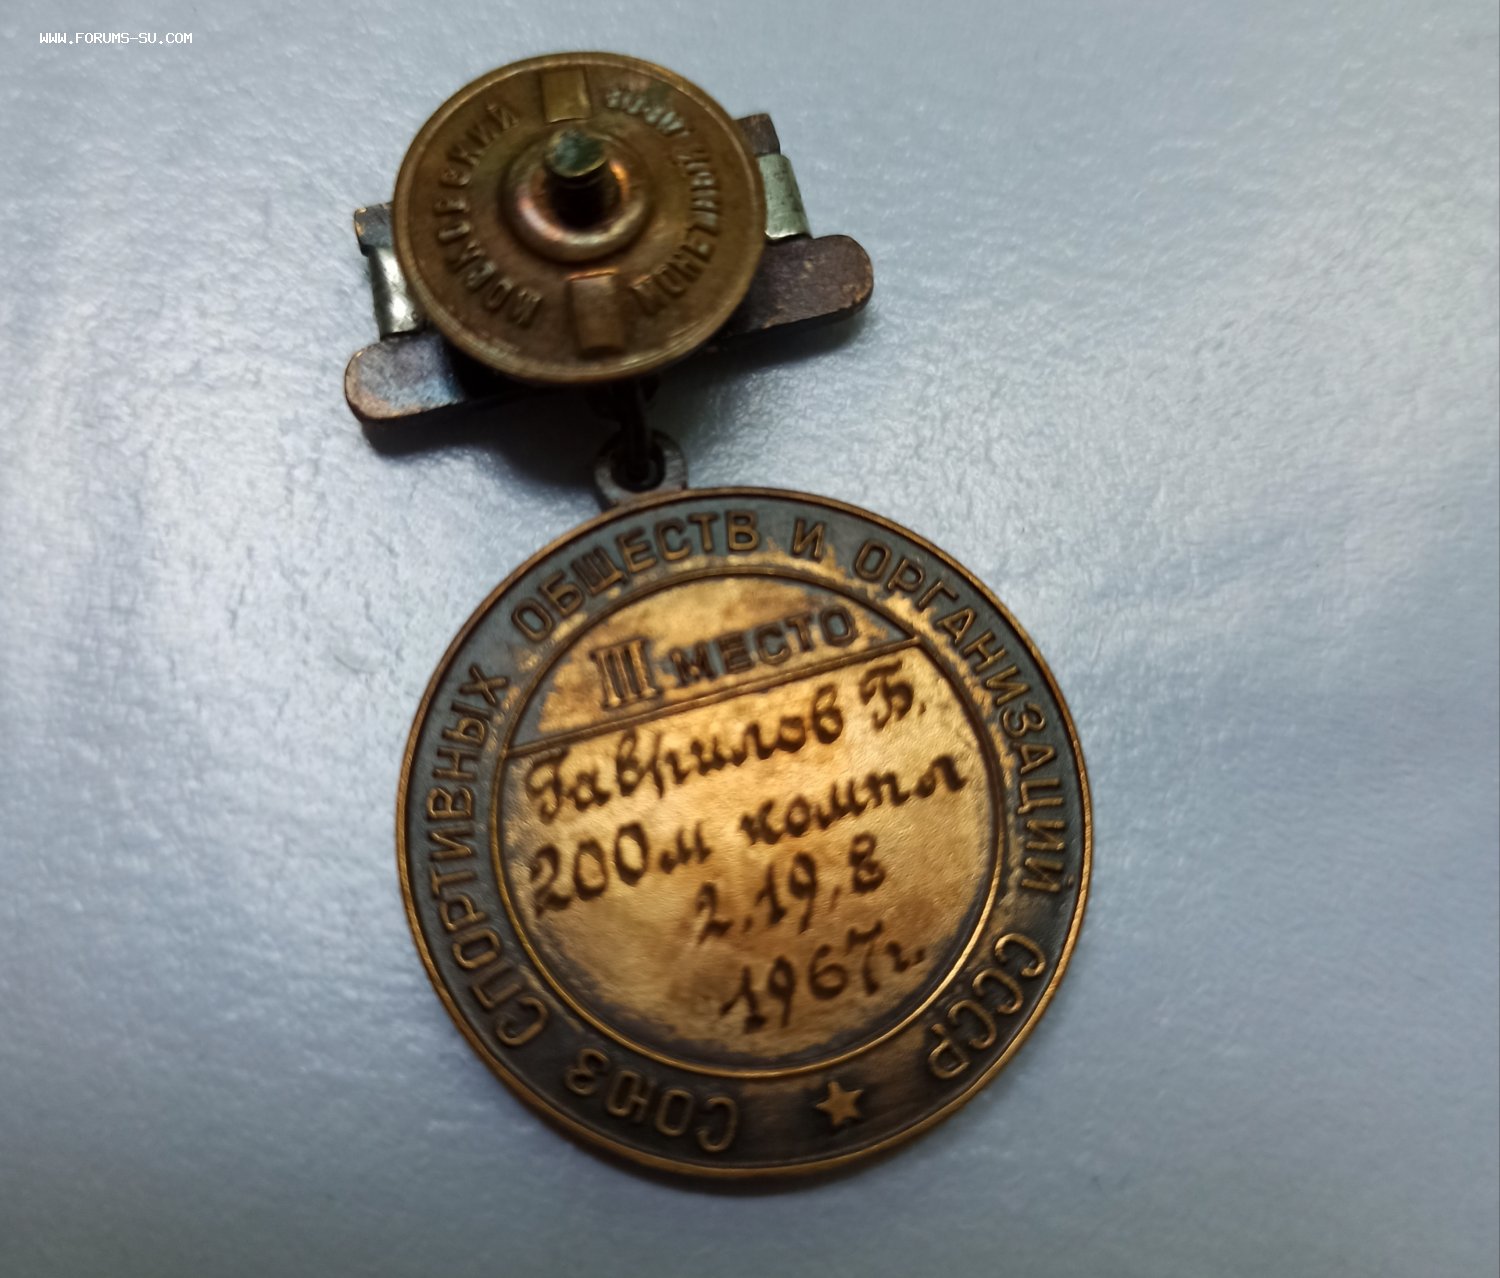 WWW.FORUMS-SU.COM
МОСКОВСКИЙ
МОНЕТНЫЙ ДВОР
СОЮЗ СПОРТИВНЫХ ОБЩЕСТВ И ОРГАНИЗАЦИЙ СССР
III МЕСТО
Гаврилов Б.
200м компл
2.19,8
1967г.